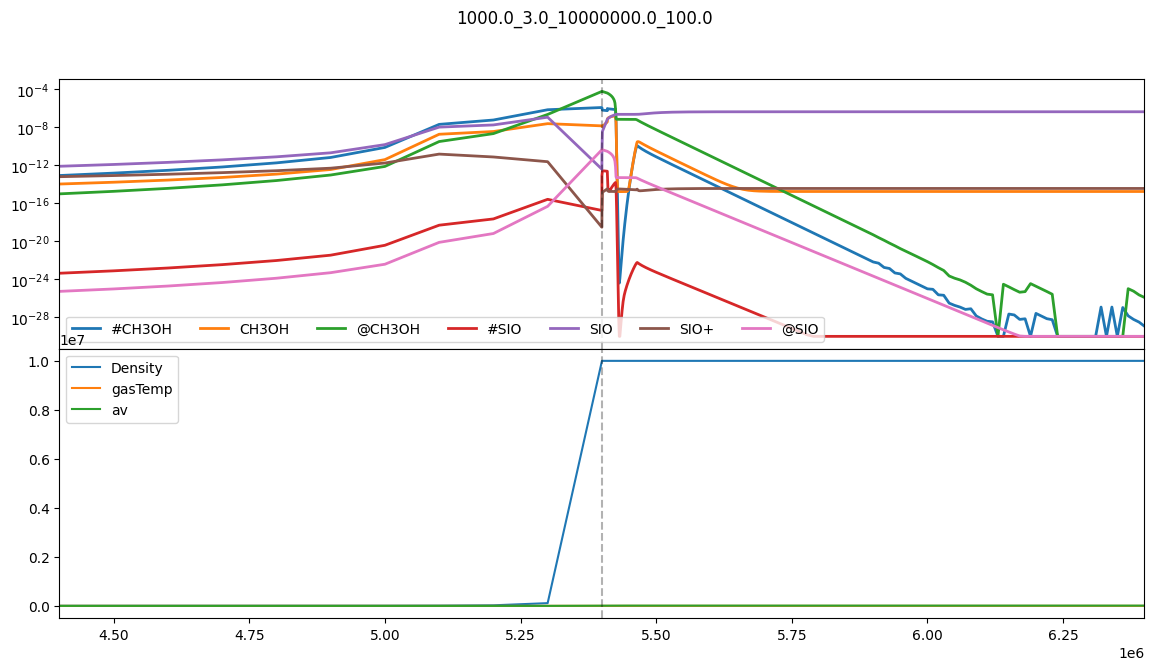 1000.0_3.0_10000000.0_100.0
10⁻⁴
10⁻⁸
10⁻¹²
10⁻¹⁶
10⁻²⁰
10⁻²⁴
10⁻²⁸
#CH3OH CH3OH @CH3OH #SIO SIO SIO+ @SIO
1e7
Density
gasTemp
av
1.0
0.8
0.6
0.4
0.2
0.0
4.50 4.75 5.00 5.25 5.50 5.75 6.00 6.25
1e6